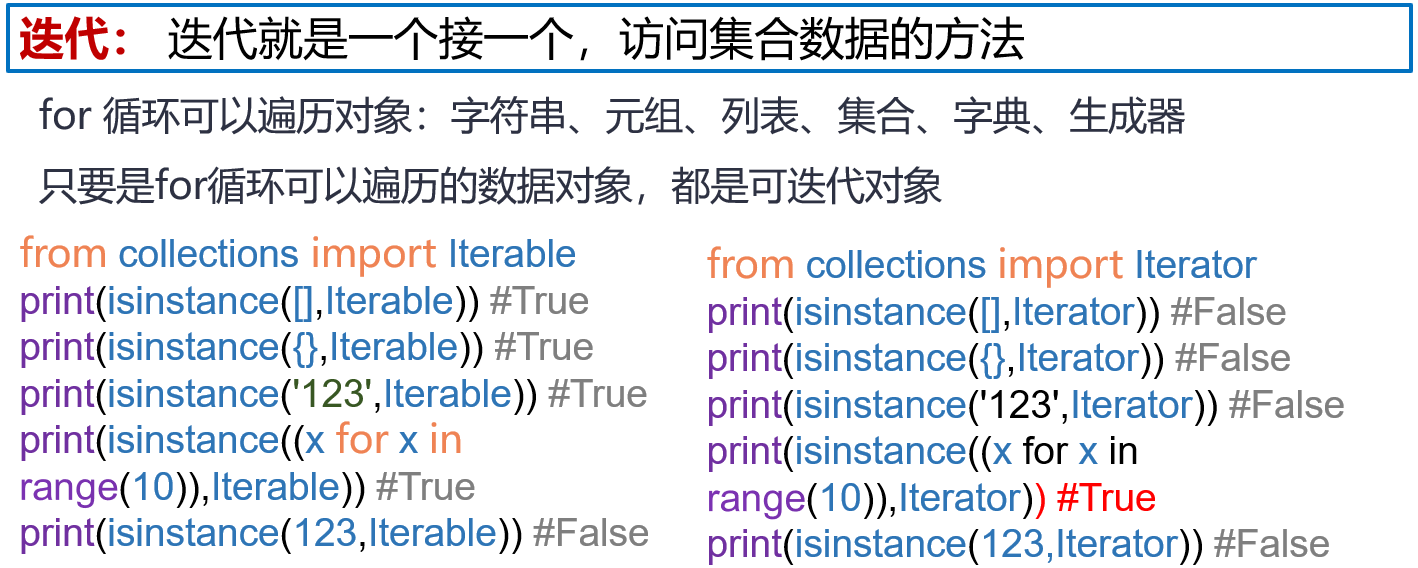 迭代： 迭代就是一个接一个，访问集合数据的方法
for 循环可以遍历对象：字符串、元组、列表、集合、字典、生成器
只要是for循环可以遍历的数据对象，都是可迭代对象
from collections import Iterable
print(isinstance([],Iterable)) #True
print(isinstance({},Iterable)) #True
print(isinstance('123',Iterable)) #True
print(isinstance((x for x in
range(10)),Iterable)) #True
print(isinstance(123,Iterable)) #False
from collections import Iterator
print(isinstance([],Iterator)) #False
print(isinstance({},Iterator)) #False
print(isinstance('123',Iterator)) #False
print(isinstance((x for x in
range(10)),Iterator)) #True
print(isinstance(123,Iterator)) #False